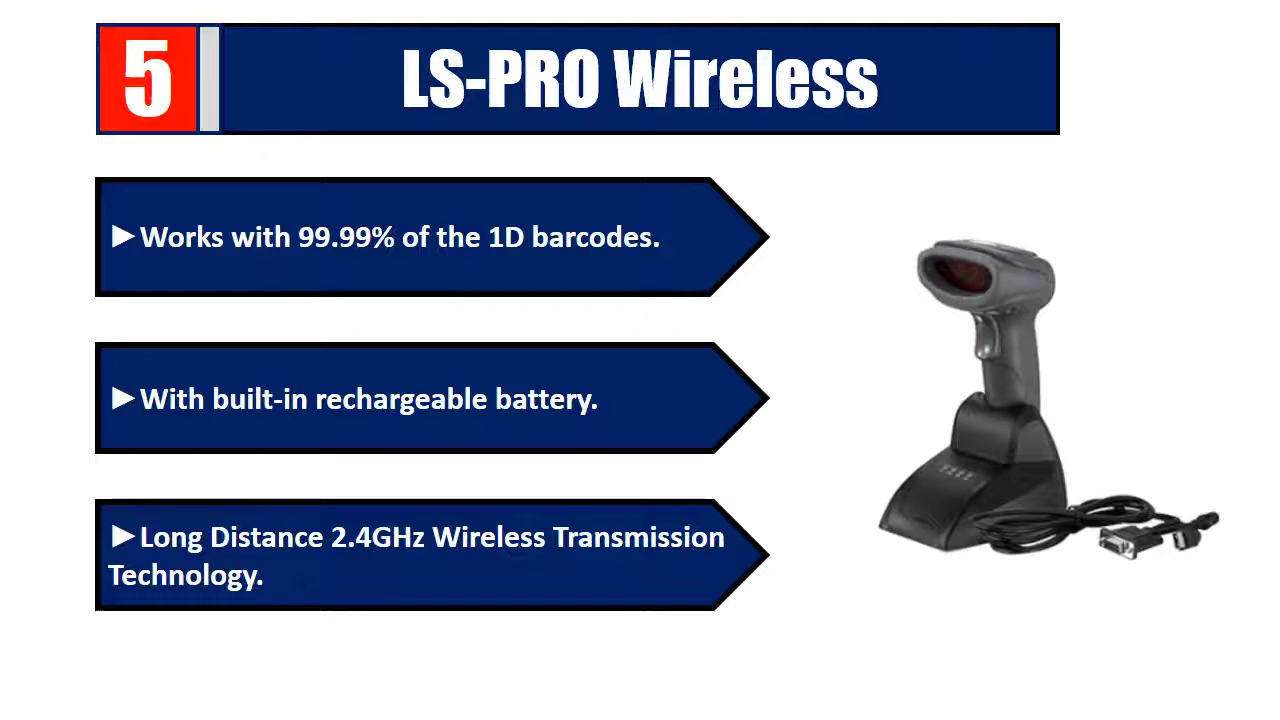 5
LS-PRO Wireless
►Works with 99.99% of the 1D barcodes.
►With built-in rechargeable battery.
►Long Distance 2.4GHz Wireless Transmission
Technology.